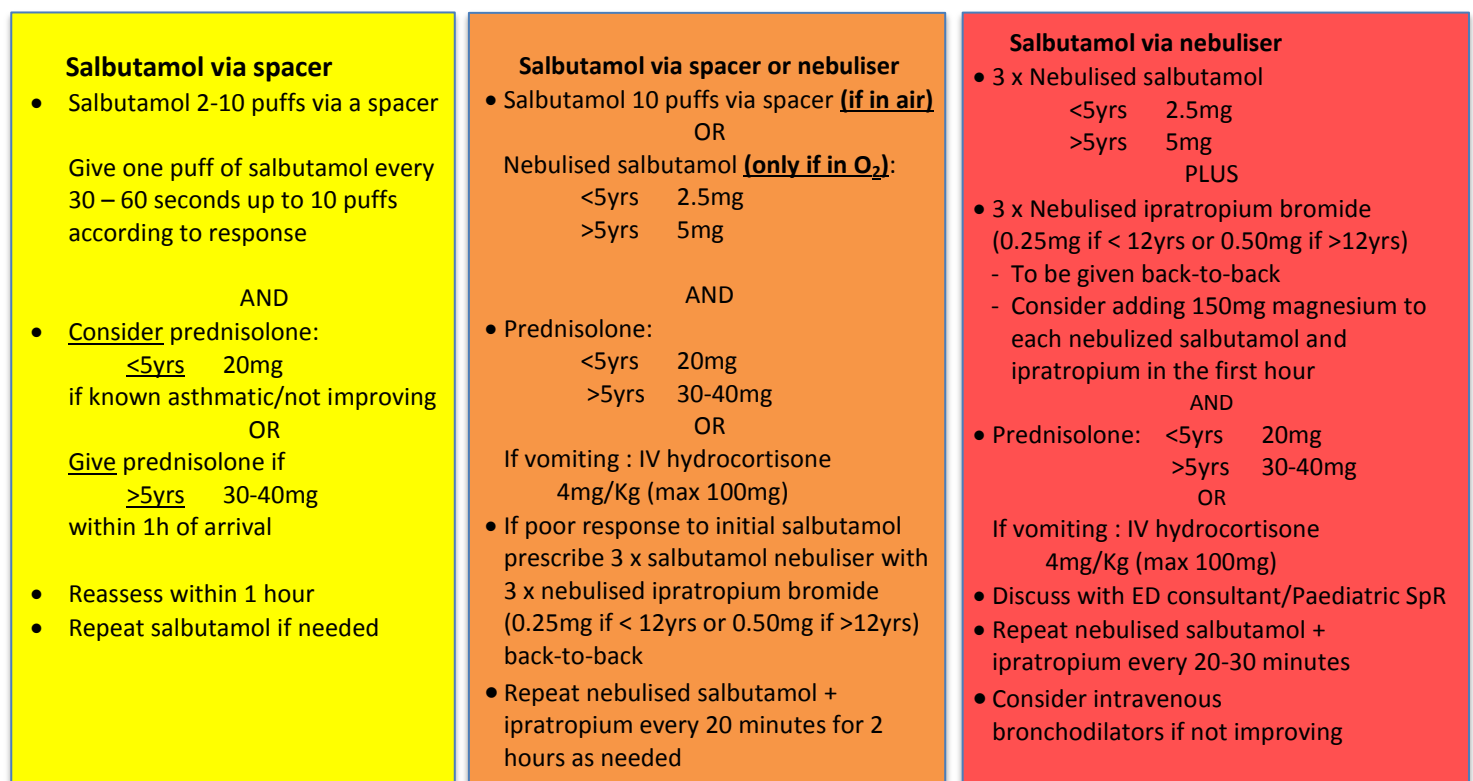 Salbutamol via spacer
• Salbutamol 2-10 puffs via a spacer
Give one puff of salbutamol every
30 – 60 seconds up to 10 puffs
according to response
AND
• Consider prednisolone:
<5yrs 20mg
if known asthmatic/not improving
OR
Give prednisolone if
>5yrs 30-40mg
within 1h of arrival
• Reassess within 1 hour
• Repeat salbutamol if needed
Salbutamol via spacer or nebuliser
• Salbutamol 10 puffs via spacer (if in air)
OR
Nebulised salbutamol (only if in O₂):
<5yrs 2.5mg
>5yrs 5mg
AND
• Prednisolone:
<5yrs 20mg
>5yrs 30-40mg
OR
If vomiting : IV hydrocortisone
4mg/Kg (max 100mg)
• If poor response to initial salbutamol
prescribe 3 x salbutamol nebuliser with
3 x nebulised ipratropium bromide
(0.25mg if < 12yrs or 0.50mg if >12yrs)
back-to-back
• Repeat nebulised salbutamol +
ipratropium every 20 minutes for 2
hours as needed
Salbutamol via nebuliser
• 3 x Nebulised salbutamol
<5yrs 2.5mg
>5yrs 5mg
PLUS
• 3 x Nebulised ipratropium bromide
(0.25mg if < 12yrs or 0.50mg if >12yrs)
- To be given back-to-back
- Consider adding 150mg magnesium to
each nebulized salbutamol and
ipratropium in the first hour
AND
• Prednisolone: <5yrs 20mg
>5yrs 30-40mg
OR
If vomiting : IV hydrocortisone
4mg/Kg (max 100mg)
• Discuss with ED consultant/Paediatric SpR
• Repeat nebulised salbutamol +
ipratropium every 20-30 minutes
• Consider intravenous
bronchodilators if not improving